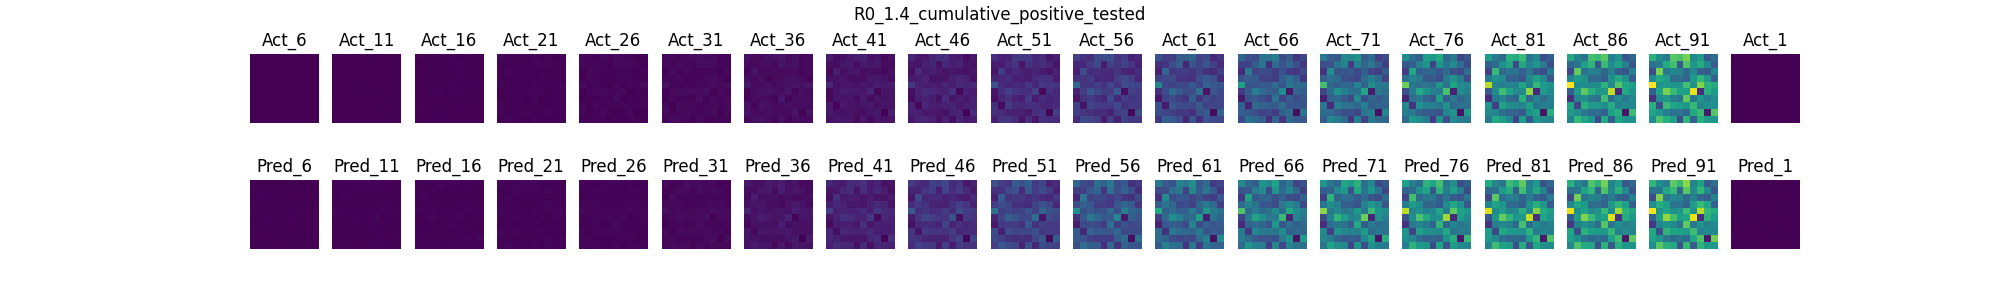 R0_1.4_cumulative_positive_tested
Act_6 Act_11 Act_16 Act_21 Act_26 Act_31 Act_36 Act_41 Act_46 Act_51 Act_56 Act_61 Act_66 Act_71 Act_76 Act_81 Act_86 Act_91 Act_1
Pred_6 Pred_11 Pred_16 Pred_21 Pred_26 Pred_31 Pred_36 Pred_41 Pred_46 Pred_51 Pred_56 Pred_61 Pred_66 Pred_71 Pred_76 Pred_81 Pred_86 Pred_91 Pred_1